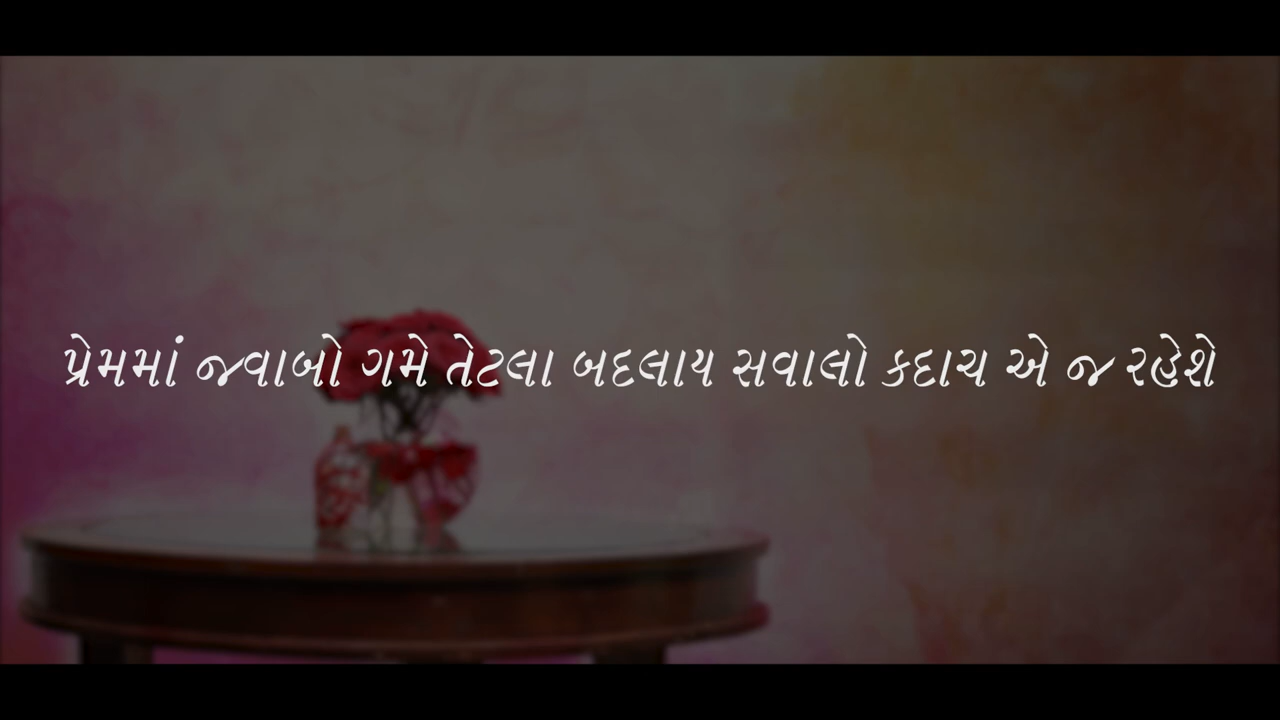 પ્રેમમાં જવાબો ગમે તેટલા બદલાય સવાલો કદાચ એ જ રહેશે